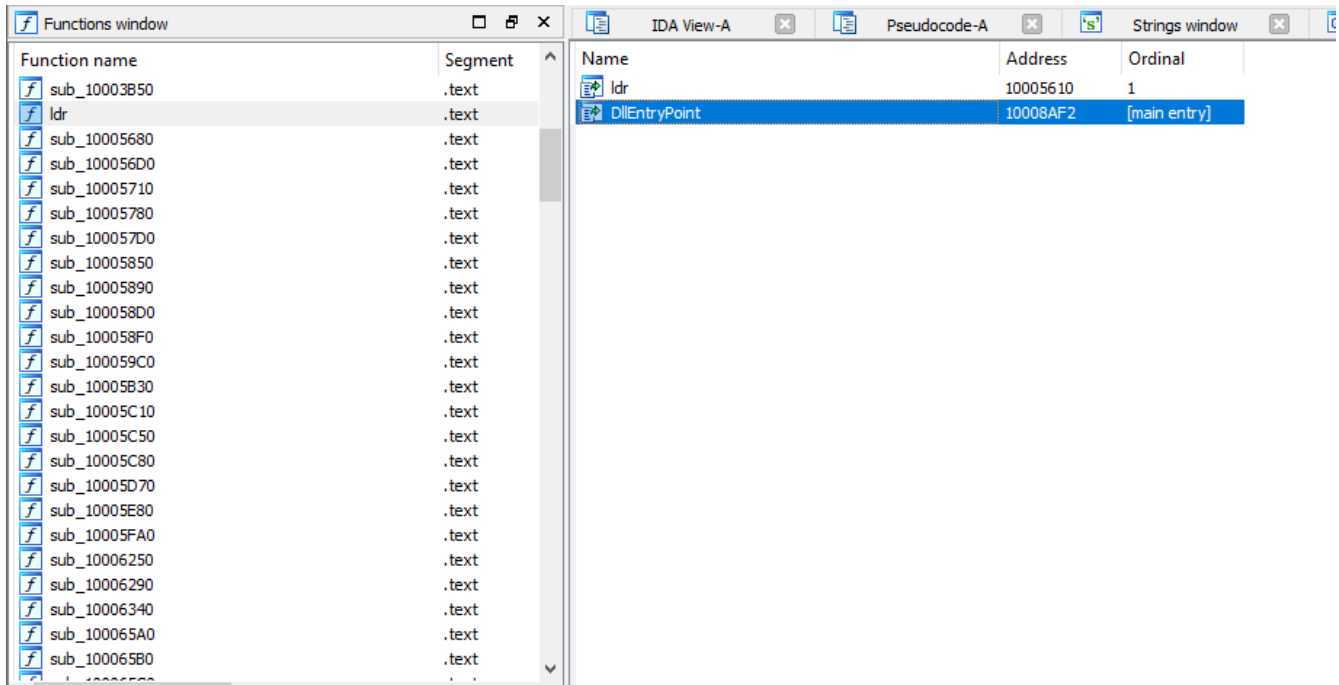 Functions window
Function name Segment
sub_10003B50 .text
ldr .text
sub_10005680 .text
sub_100056D0 .text
sub_10005710 .text
sub_10005780 .text
sub_100057D0 .text
sub_10005850 .text
sub_10005890 .text
sub_100058D0 .text
sub_100058F0 .text
sub_100059C0 .text
sub_10005B30 .text
sub_10005C10 .text
sub_10005C50 .text
sub_10005C80 .text
sub_10005D70 .text
sub_10005E80 .text
sub_10005FA0 .text
sub_10006250 .text
sub_10006290 .text
sub_10006340 .text
sub_100065A0 .text
sub_100065B0 .text
IDA View-A Pseudocode-A 's' Strings window
Name Address Ordinal
ldr 10005610 1
DllEntryPoint 10008AF2 [main entry]